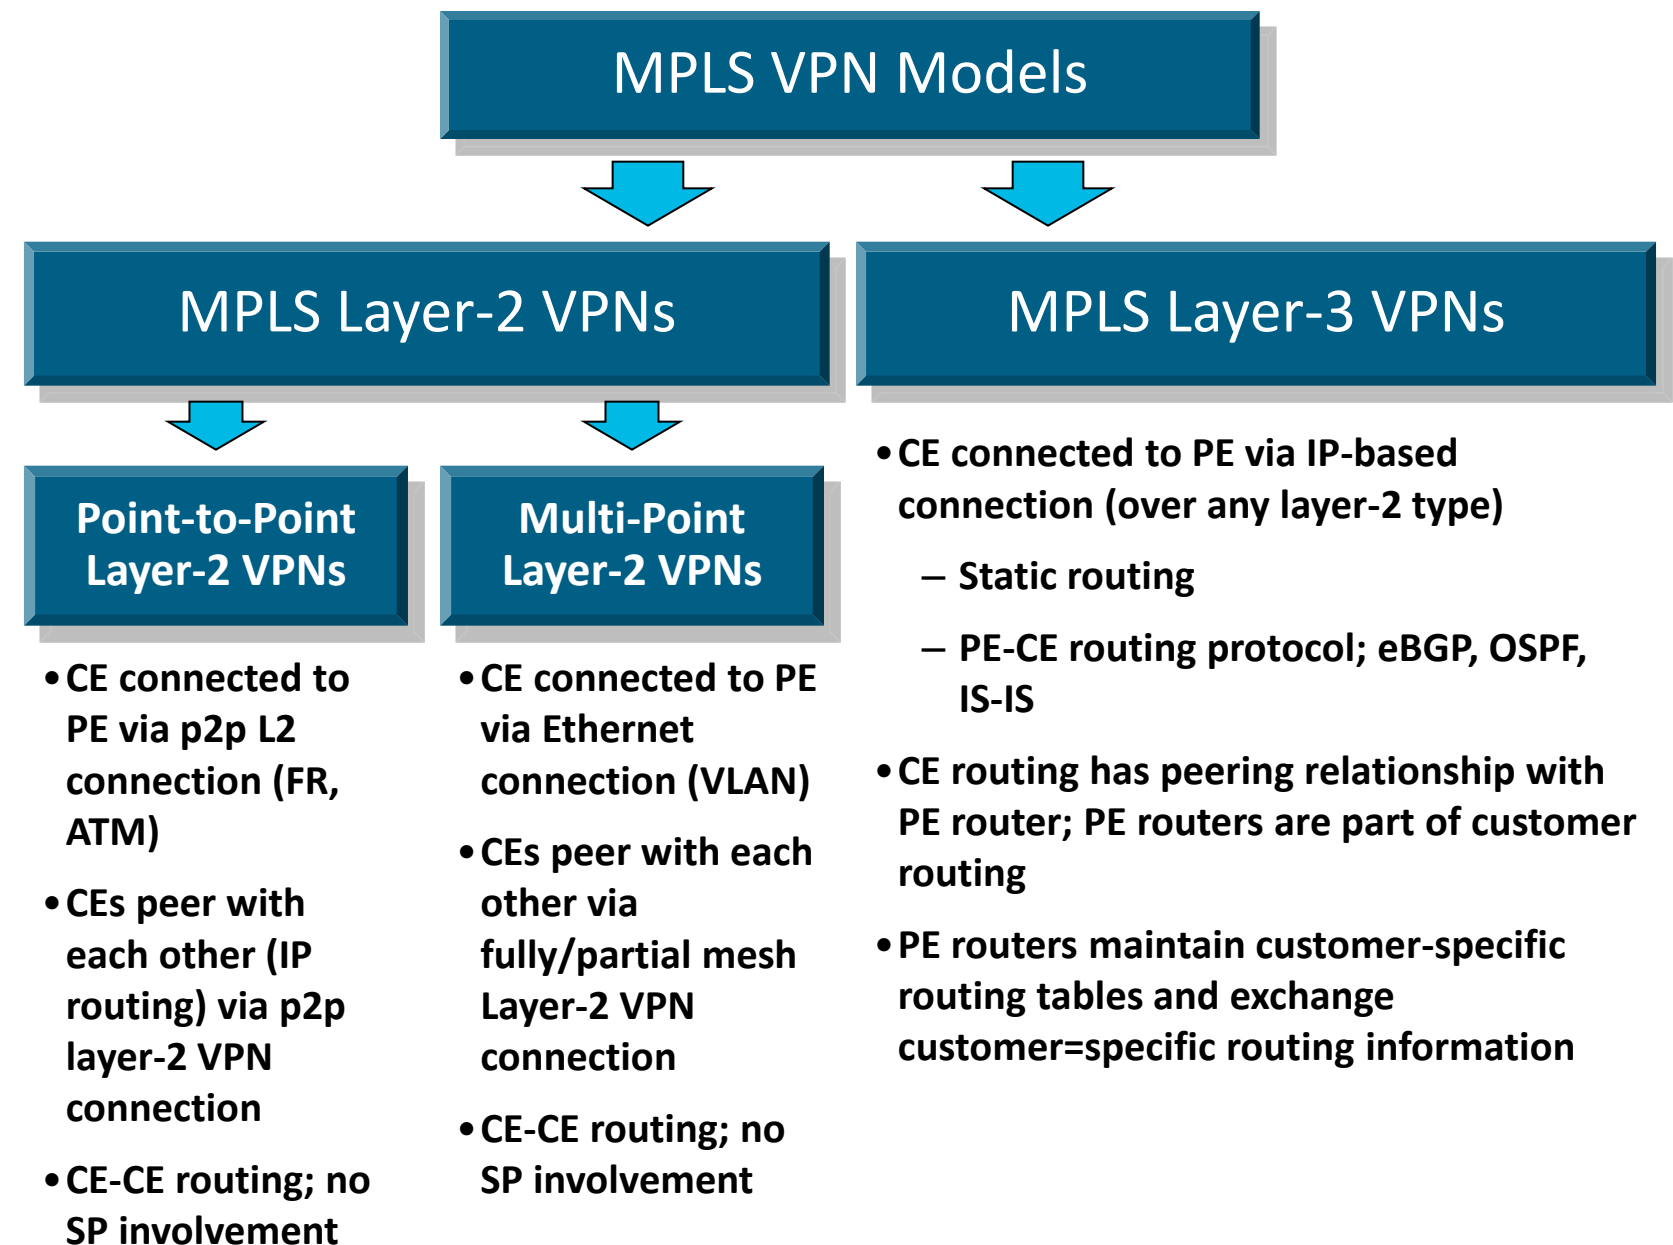 MPLS VPN Models
MPLS Layer-2 VPNs
MPLS Layer-3 VPNs
Point-to-Point
Layer-2 VPNs
•CE connected to
PE via p2p L2
connection (FR,
ATM)
•CEs peer with
each other (IP
routing) via p2p
layer-2 VPN
connection
•CE-CE routing; no
SP involvement
Multi-Point
Layer-2 VPNs
•CE connected to PE
via Ethernet
connection (VLAN)
•CEs peer with each
other via
fully/partial mesh
Layer-2 VPN
connection
•CE-CE routing; no
SP involvement
•CE connected to PE via IP-based
connection (over any layer-2 type)
– Static routing
– PE-CE routing protocol; eBGP, OSPF,
IS-IS
•CE routing has peering relationship with
PE router; PE routers are part of customer
routing
•PE routers maintain customer-specific
routing tables and exchange
customer=specific routing information